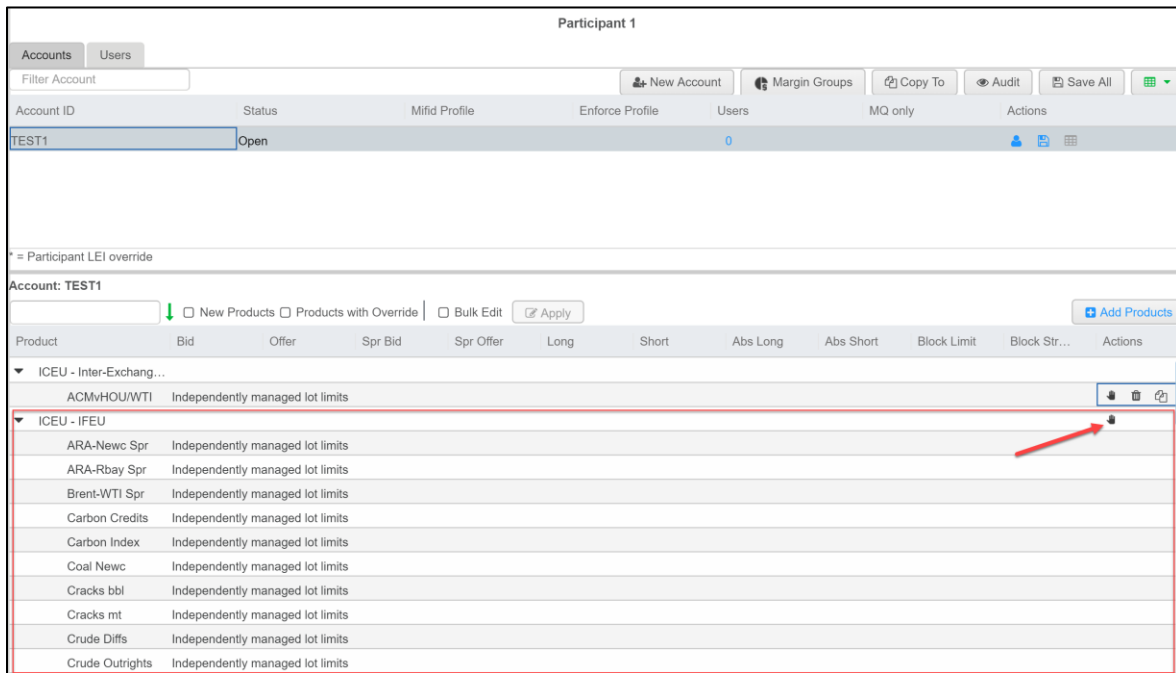 Participant 1
Accounts Users
Filter Account New Account Margin Groups Copy To Audit Save All
Account ID Status Mifid Profile Enforce Profile Users MQ only Actions
TEST1 Open 0
* = Participant LEI override
Account: TEST1
New Products Products with Override Bulk Edit Apply Add Products
Product Bid Offer Spr Bid Spr Offer Long Short Abs Long Abs Short Block Limit Block Str... Actions
ICEU - Inter-Exchang...
ACMvHOU/WTI Independently managed lot limits
ICEU - IFEU
ARA-Newc Spr Independently managed lot limits
ARA-Rbay Spr Independently managed lot limits
Brent-WTI Spr Independently managed lot limits
Carbon Credits Independently managed lot limits
Carbon Index Independently managed lot limits
Coal Newc Independently managed lot limits
Cracks bbl Independently managed lot limits
Cracks mt Independently managed lot limits
Crude Diffs Independently managed lot limits
Crude Outrights Independently managed lot limits